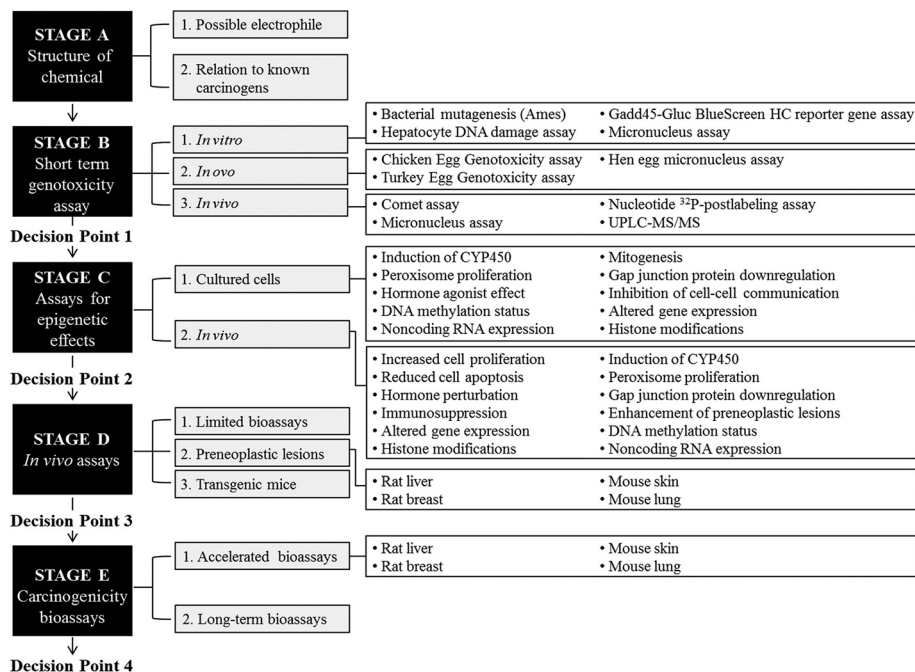 STAGE A
Structure of
chemical
1. Possible electrophile
2. Relation to known
carcinogens
STAGE B
Short term
genotoxicity
assay
1. In vitro
2. In ovo
3. In vivo
• Bacterial mutagenesis (Ames)
• Hepatocyte DNA damage assay
• Gadd45-Gluc BlueScreen HC reporter gene assay
• Micronucleus assay
• Chicken Egg Genotoxicity assay
• Turkey Egg Genotoxicity assay
• Hen egg micronucleus assay
• Comet assay
• Micronucleus assay
• Nucleotide ³²P-postlabeling assay
• UPLC-MS/MS
Decision Point 1
STAGE C
Assays for
epigenetic
effects
1. Cultured cells
2. In vivo
• Induction of CYP450
• Peroxisome proliferation
• Hormone agonist effect
• DNA methylation status
• Noncoding RNA expression
• Mitogenesis
• Gap junction protein downregulation
• Inhibition of cell-cell communication
• Altered gene expression
• Histone modifications
• Increased cell proliferation
• Reduced cell apoptosis
• Hormone perturbation
• Immunosuppression
• Altered gene expression
• Histone modifications
• Induction of CYP450
• Peroxisome proliferation
• Gap junction protein downregulation
• Enhancement of preneoplastic lesions
• DNA methylation status
• Noncoding RNA expression
Decision Point 2
STAGE D
In vivo assays
1. Limited bioassays
2. Preneoplastic lesions
3. Transgenic mice
• Rat liver
• Rat breast
• Mouse skin
• Mouse lung
Decision Point 3
STAGE E
Carcinogenicity
bioassays
1. Accelerated bioassays
2. Long-term bioassays
• Rat liver
• Rat breast
• Mouse skin
• Mouse lung
Decision Point 4